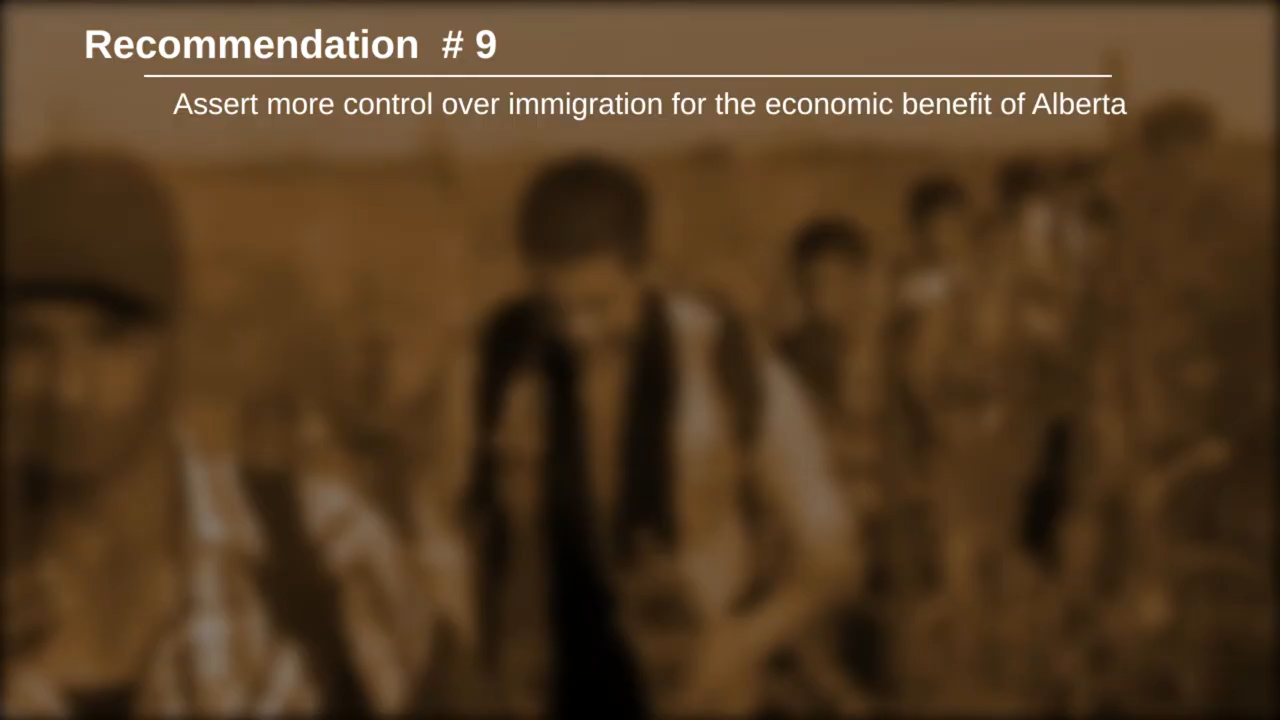 Recommendation # 9
Assert more control over immigration for the economic benefit of Alberta